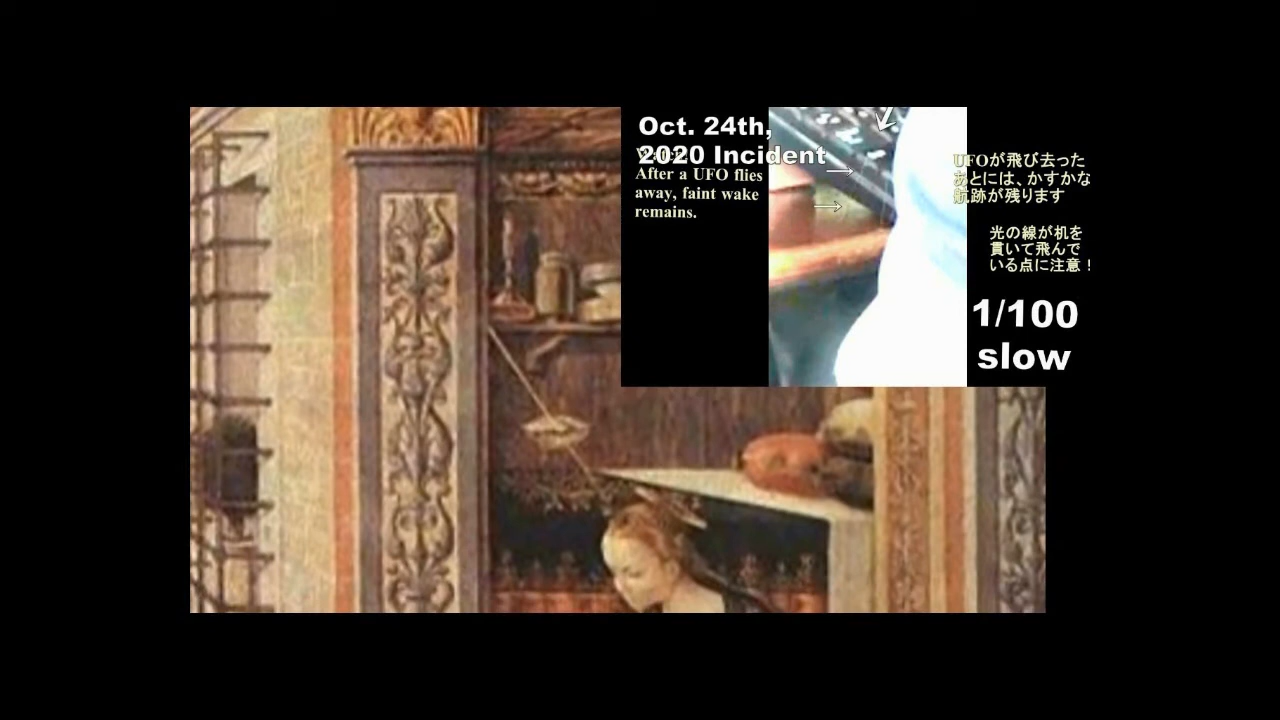 Oct. 24th,
2020 Incident
After a UFO flies
away, faint wake
remains.
UFOが飛び去った
あとには、かすかな
航跡が残ります
光の線が机を
貫いて飛んで
いる点に注意！
1/100
slow